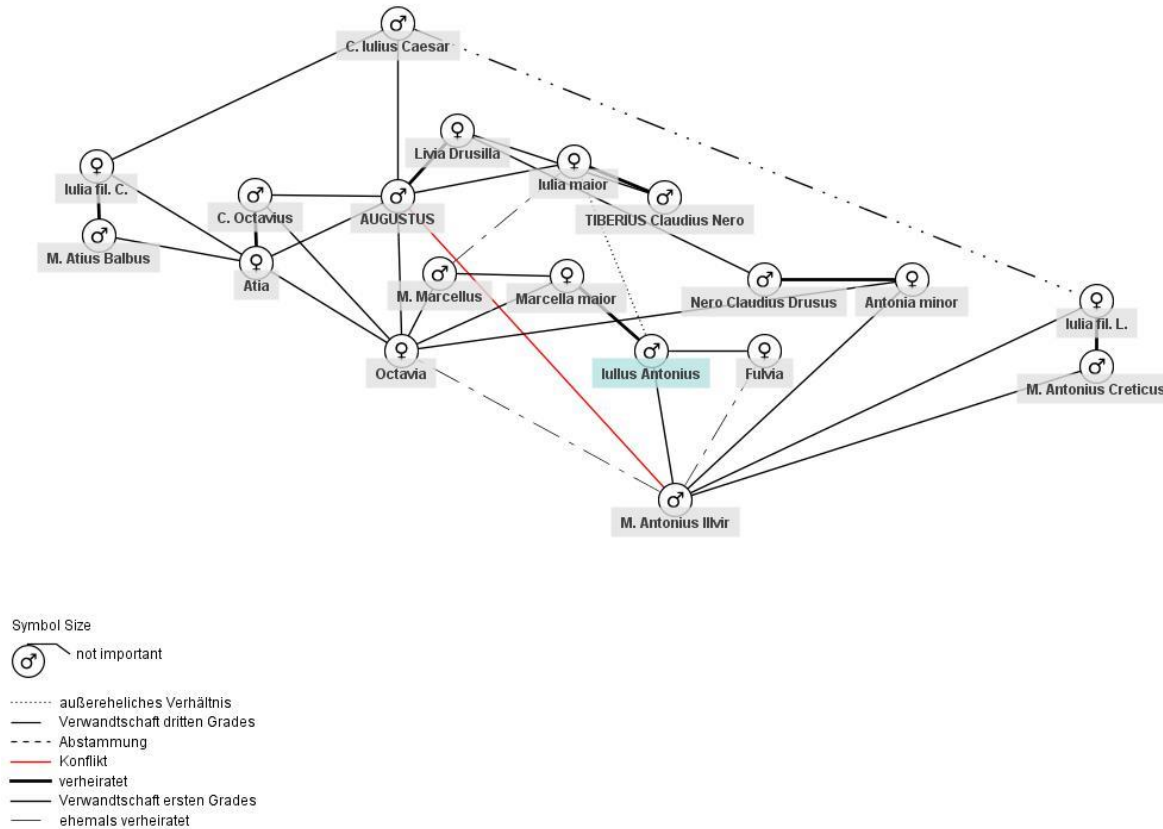 C. Iulius Caesar
Livia Drusilla
Iulia maior
Iulia fil. C.
C. Octavius
AUGUSTUS
TIBERIUS Claudius Nero
M. Atius Balbus
Atia
M. Marcellus
Marcella maior
Nero Claudius Drusus
Antonia minor
Iulia fil. L.
Octavia
Iullus Antonius
Fulvia
M. Antonius Creticus
M. Antonius IIIvir
Symbol Size
not important
außereheliches Verhältnis
Verwandtschaft dritten Grades
Abstammung
Konflikt
verheiratet
Verwandtschaft ersten Grades
ehemals verheiratet